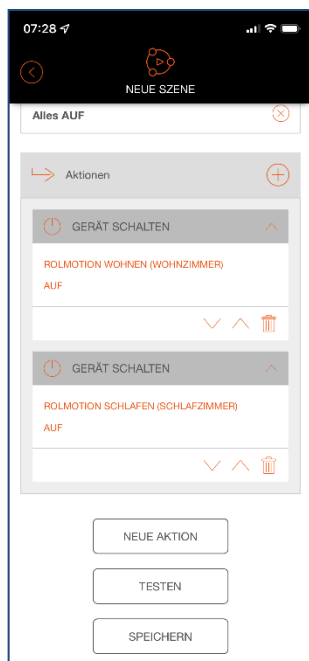 07:28
NEUE SZENE
Alles AUF
Aktionen
GERÄT SCHALTEN
ROLMOTION WOHNEN (WOHNZIMMER)
AUF
GERÄT SCHALTEN
ROLMOTION SCHLAFEN (SCHLAFZIMMER)
AUF
NEUE AKTION
TESTEN
SPEICHERN